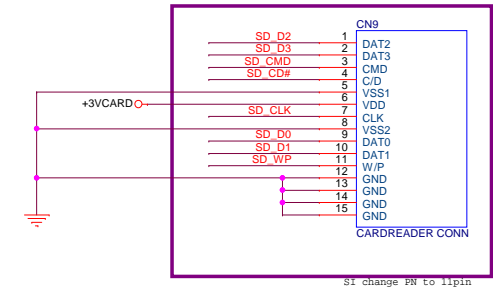 CN9
SD_D2 1 DAT2
SD_D3 2 DAT3
SD_CMD 3 CMD
SD_CD# 4 C/D
5 VSS1
+3VCARD 6 VDD
SD_CLK 7 CLK
8 VSS2
SD_D0 9 DAT0
SD_D1 10 DAT1
SD_WP 11 W/P
12 GND
13 GND
14 GND
15 GND
CARDREADER CONN
SI change PN to 11pin